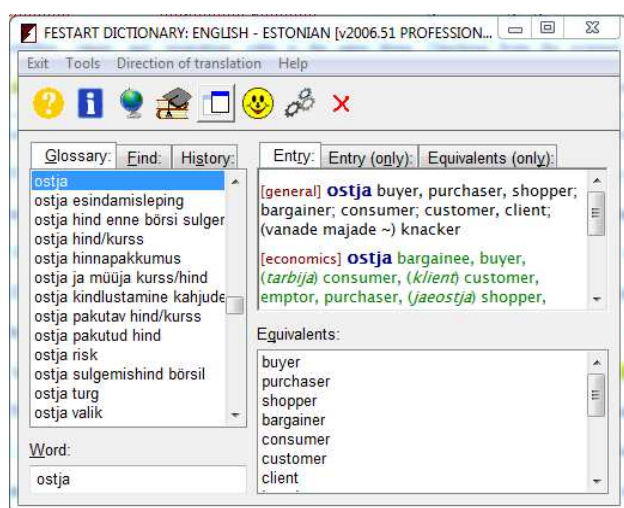 FESTART DICTIONARY: ENGLISH - ESTONIAN [v2006.51 PROFESSION...
Exit Tools Direction of translation Help
Glossary: Find: History:
ostja
ostja esindamisleping
ostja hind enne börsi sulger
ostja hind/kurss
ostja hinnapakkumus
ostja ja müüja kurss/hind
ostja kindlustamine kahjude
ostja pakutav hind/kurss
ostja pakutud hind
ostja risk
ostja sulgemishind börsil
ostja turg
ostja valik
Word:
ostja
Entry: Entry (only): Equivalents (only):
[general] ostja buyer, purchaser, shopper;
bargainer; consumer; customer, client;
(vanade majade ~) knacker
[economics] ostja bargainee, buyer,
(tarbija) consumer, (klient) customer,
emptor, purchaser, (jaeostja) shopper,
Equivalents:
buyer
purchaser
shopper
bargainer
consumer
customer
client